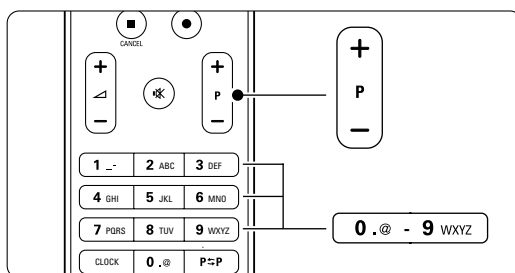 CANCEL
+ +
P
− −
+
P
−
1 _- 2 ABC 3 DEF
4 GHI 5 JKL 6 MNO
7 PQRS 8 TUV 9 WXYZ
CLOCK 0 .@ P⇆P
0 .@ - 9 WXYZ